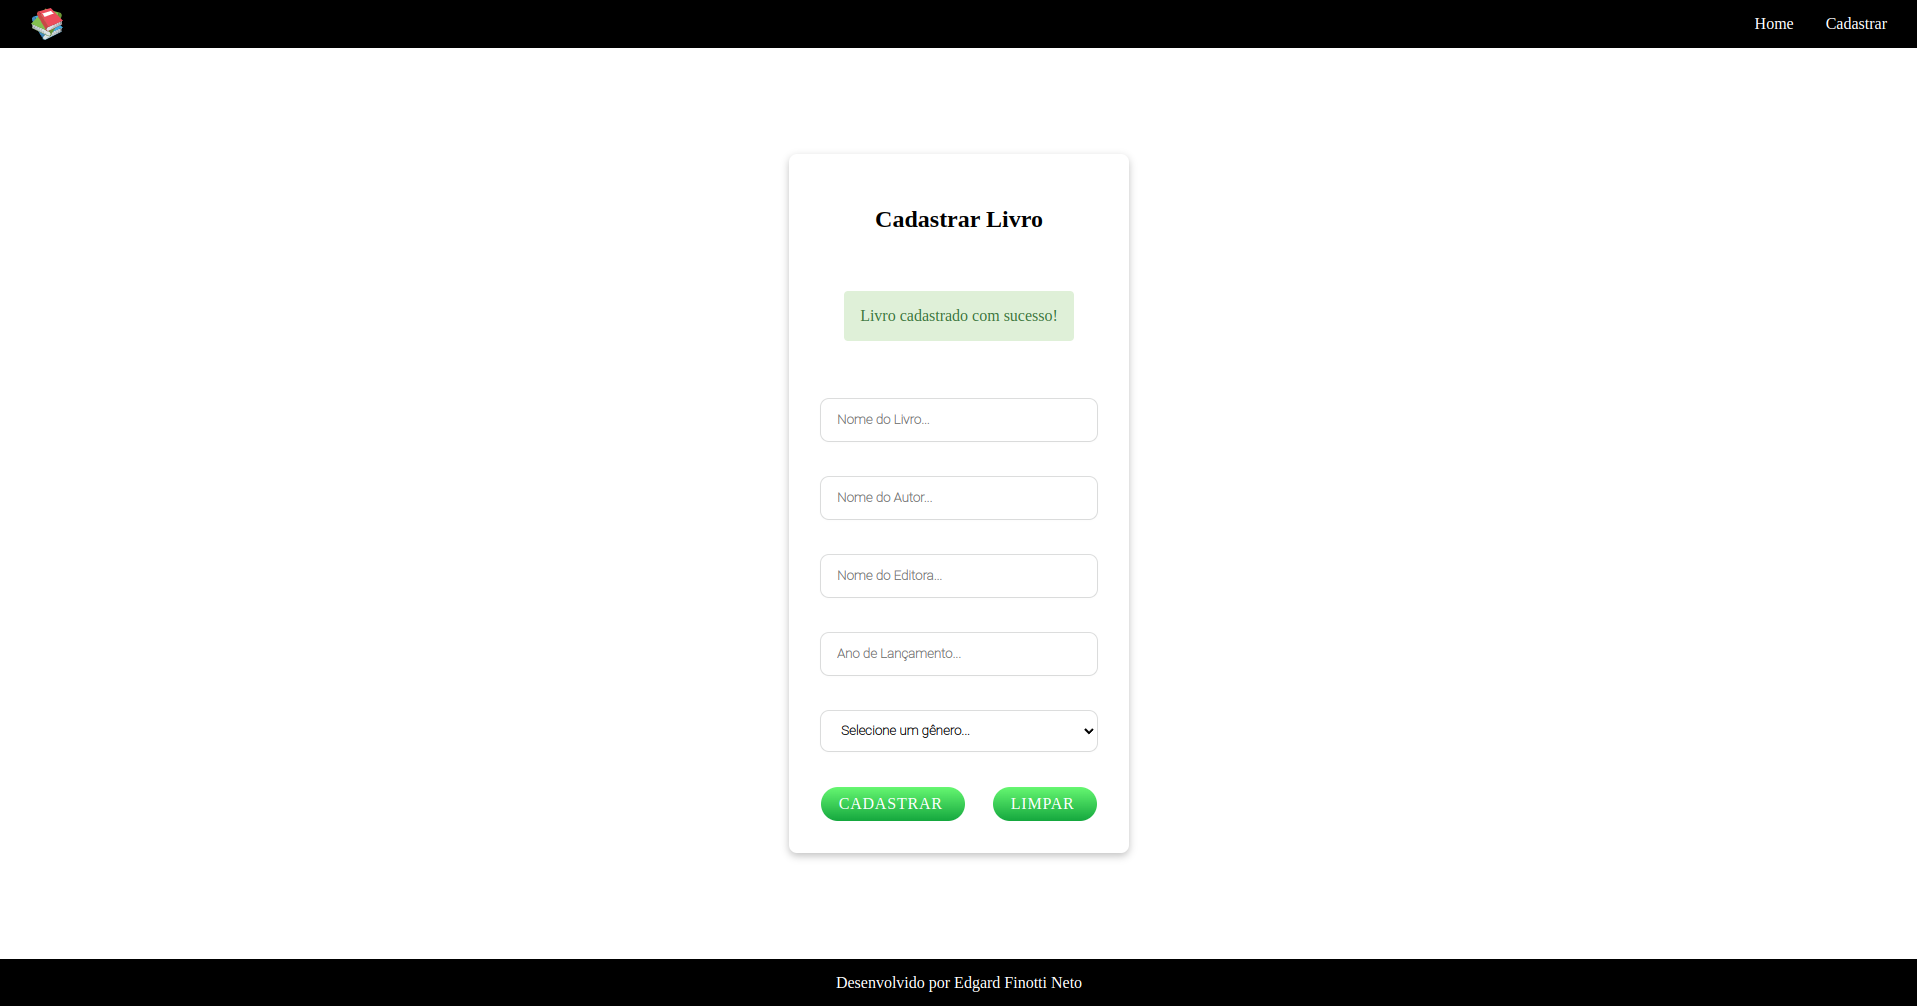 Home
Cadastrar
Cadastrar Livro
Livro cadastrado com sucesso!
Nome do Livro...
Nome do Autor...
Nome do Editora...
Ano de Lançamento...
Selecione um gênero...
CADASTRAR
LIMPAR
Desenvolvido por Edgard Finotti Neto